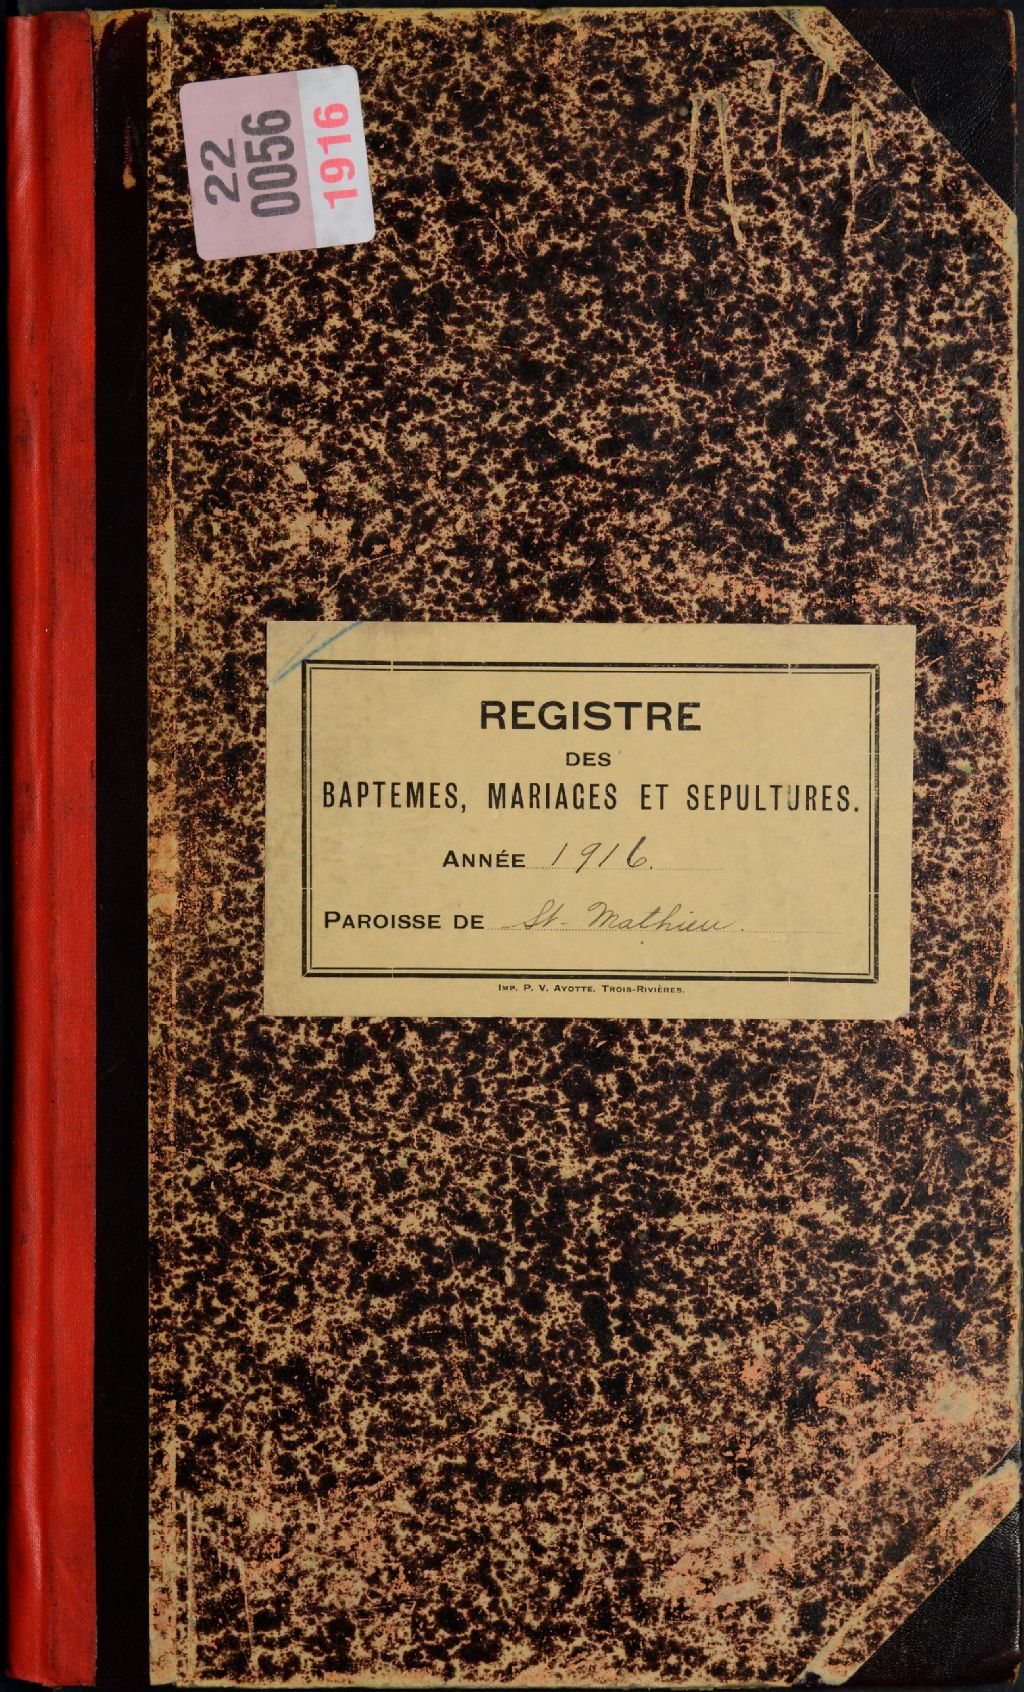 22
0056
1916
REGISTRE
DES
BAPTEMES, MARIAGES ET SEPULTURES.
ANNÉE 1916.
PAROISSE DE St-Mathieu.
IMP. P. V. AYOTTE, TROIS-RIVIÈRES.